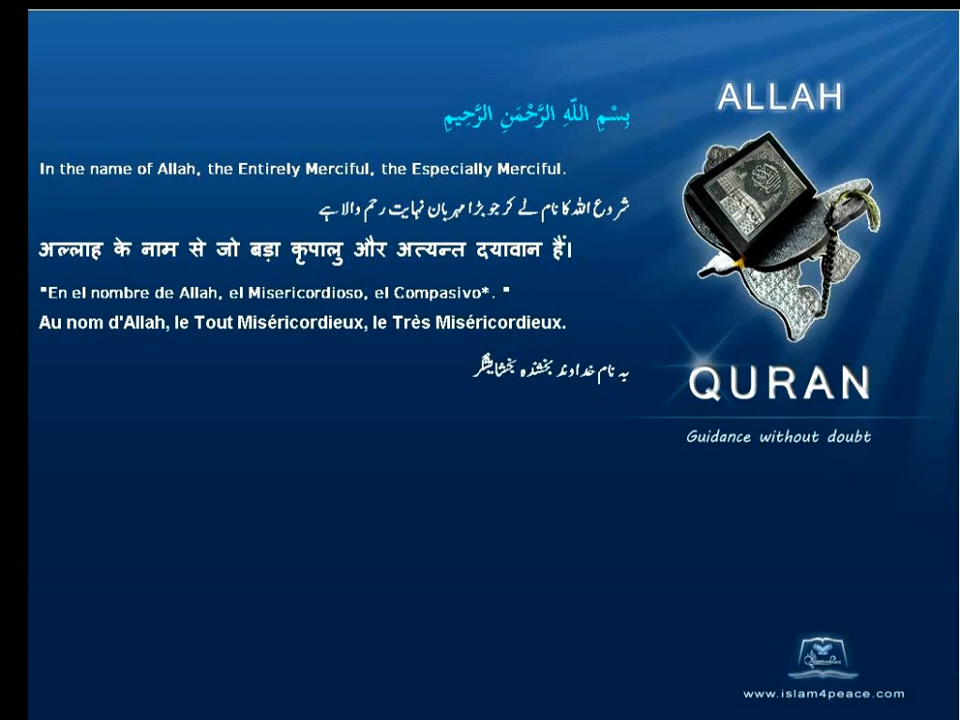 بِسْمِ اللَّهِ الرَّحْمَنِ الرَّحِيمِ
In the name of Allah, the Entirely Merciful, the Especially Merciful.
شروع الله کا نام لے کر جو بڑا مہربان نہایت رحم والا ہے
अल्लाह के नाम से जो बड़ा कृपालु और अत्यन्त दयावान हैं।
"En el nombre de Allah, el Misericordioso, el Compasivo*. "
Au nom d'Allah, le Tout Miséricordieux, le Très Miséricordieux.
به نام خداوند بخشنده بخشایشگر
ALLAH
QURAN
Guidance without doubt
www.islam4peace.com